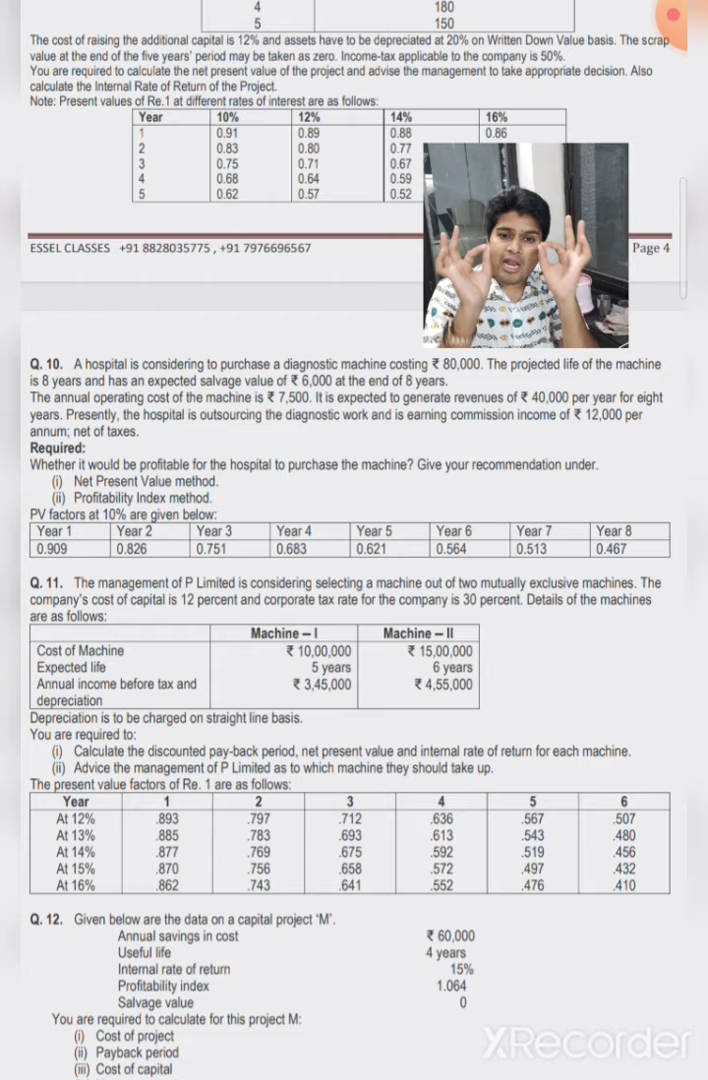 4 180
5 150
The cost of raising the additional capital is 12% and assets have to be depreciated at 20% on Written Down Value basis. The scrap
value at the end of the five years' period may be taken as zero. Income-tax applicable to the company is 50%.
You are required to calculate the net present value of the project and advise the management to take appropriate decision. Also
calculate the Internal Rate of Return of the Project.
Note: Present values of Re.1 at different rates of interest are as follows:
Year 10% 12% 14% 16%
1 0.91 0.89 0.88 0.86
2 0.83 0.80 0.77
3 0.75 0.71 0.67
4 0.68 0.64 0.59
5 0.62 0.57 0.52
ESSEL CLASSES +91 8828035775 , +91 7976696567 Page 4
Q. 10. A hospital is considering to purchase a diagnostic machine costing ₹ 80,000. The projected life of the machine
is 8 years and has an expected salvage value of ₹ 6,000 at the end of 8 years.
The annual operating cost of the machine is ₹ 7,500. It is expected to generate revenues of ₹ 40,000 per year for eight
years. Presently, the hospital is outsourcing the diagnostic work and is earning commission income of ₹ 12,000 per
annum; net of taxes.
Required:
Whether it would be profitable for the hospital to purchase the machine? Give your recommendation under.
(i) Net Present Value method.
(ii) Profitability Index method.
PV factors at 10% are given below:
Year 1 Year 2 Year 3 Year 4 Year 5 Year 6 Year 7 Year 8
0.909 0.826 0.751 0.683 0.621 0.564 0.513 0.467
Q. 11. The management of P Limited is considering selecting a machine out of two mutually exclusive machines. The
company's cost of capital is 12 percent and corporate tax rate for the company is 30 percent. Details of the machines
are as follows:
Machine – I Machine – II
Cost of Machine ₹ 10,00,000 ₹ 15,00,000
Expected life 5 years 6 years
Annual income before tax and ₹ 3,45,000 ₹ 4,55,000
depreciation
Depreciation is to be charged on straight line basis.
You are required to:
(i) Calculate the discounted pay-back period, net present value and internal rate of return for each machine.
(ii) Advice the management of P Limited as to which machine they should take up.
The present value factors of Re. 1 are as follows:
Year 1 2 3 4 5 6
At 12% .893 .797 .712 .636 .567 .507
At 13% .885 .783 .693 .613 .543 .480
At 14% .877 .769 .675 .592 .519 .456
At 15% .870 .756 .658 .572 .497 .432
At 16% .862 .743 .641 .552 .476 .410
Q. 12. Given below are the data on a capital project 'M'.
Annual savings in cost ₹ 60,000
Useful life 4 years
Internal rate of return 15%
Profitability index 1.064
Salvage value 0
You are required to calculate for this project M:
(i) Cost of project
(ii) Payback period
(iii) Cost of capital
XRecorder